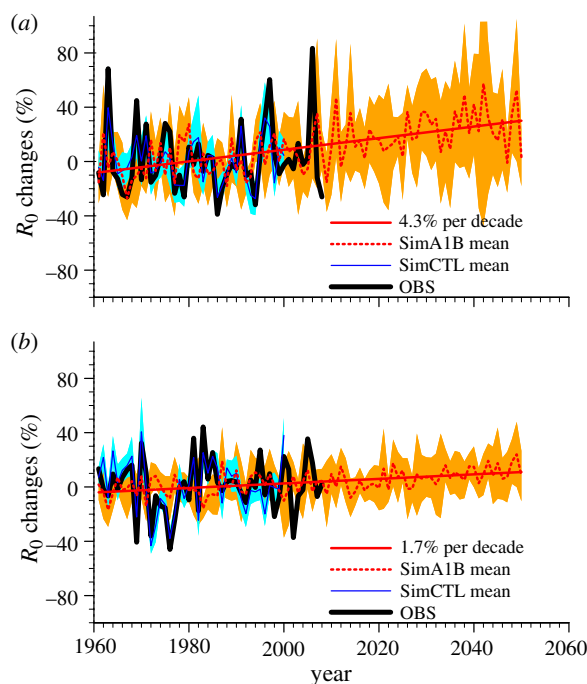 (a)
80
40
0
−40
−80
R0 changes (%)
4.3% per decade
SimA1B mean
SimCTL mean
OBS
(b)
80
40
0
−40
−80
R0 changes (%)
1.7% per decade
SimA1B mean
SimCTL mean
OBS
1960 1980 2000 2020 2040 2060
year